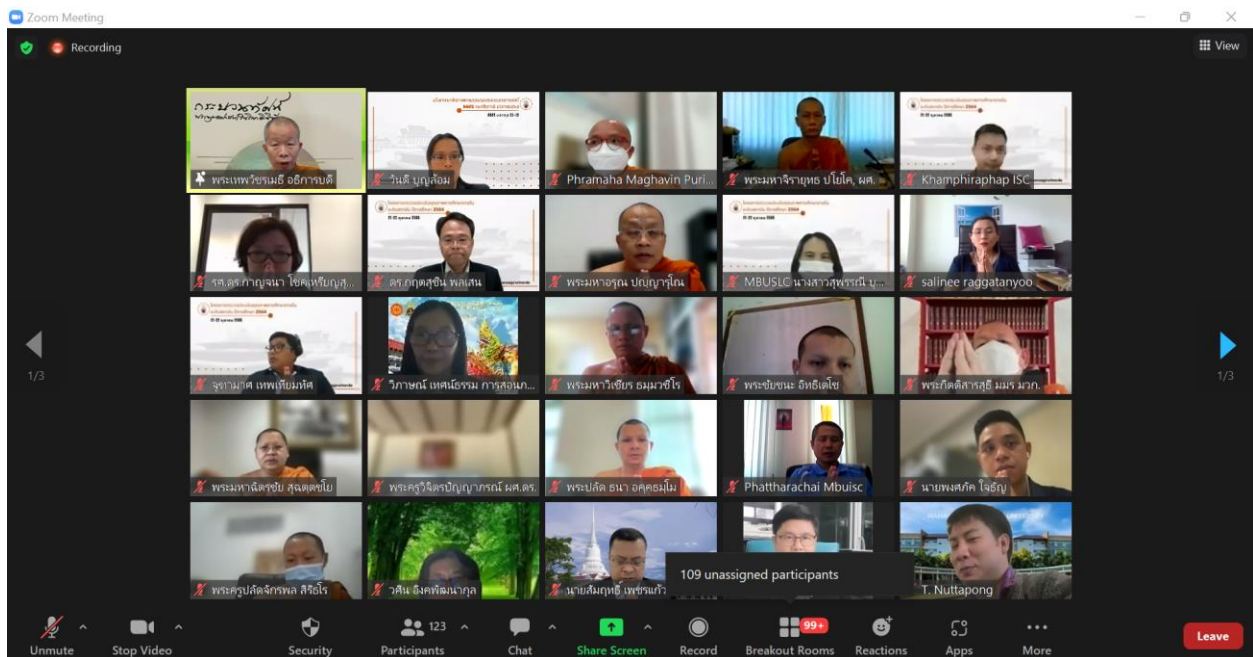 Zoom Meeting
Recording
View
กระบวนทัศน์
พระเทพวัชรเมธี อธิการบดี
วันดี บุญล้อม
Phramaha Maghavin Puri...
พระมหาจิรายุทธ ปโยโค, ผศ.
Khamphiraphap ISC
รศ.ดร.กาญจนา โชคเหรียญสุ...
ดร.กฤตสุชิน พลเสน
พระมหาอรุณ ปญฺญารุโณ
MBUSLC นางสาวสุพรรณี บุ...
salinee raggatanyoo
จุฑามาศ เทพเทียมทัศ
วิภาษณ์ เทศน์ธรรม การสอนภ...
พระมหาวิเชียร ธมฺมวชิโร
พระชัยชนะ อิทธิเตโช
พระกิตติสารสุธี มมร มวก.
1/3
1/3
พระมหาฉัตรชัย สุฉตฺตชโย
พระครูวิจิตรปัญญาภรณ์ ผศ.ดร.
พระปลัด ธนา อคฺคธมฺโม
Phattharachai Mbuisc
นายพงศภัค ใจธัญ
พระครูปลัดจักรพล สิริธโร
วศิน อิงคพัฒนากุล
นายสัมฤทธิ์ เพชรแก้ว
109 unassigned participants
T. Nuttapong
Unmute
Stop Video
Security
123
Participants
Chat
Share Screen
Record
99+
Breakout Rooms
Reactions
Apps
More
Leave